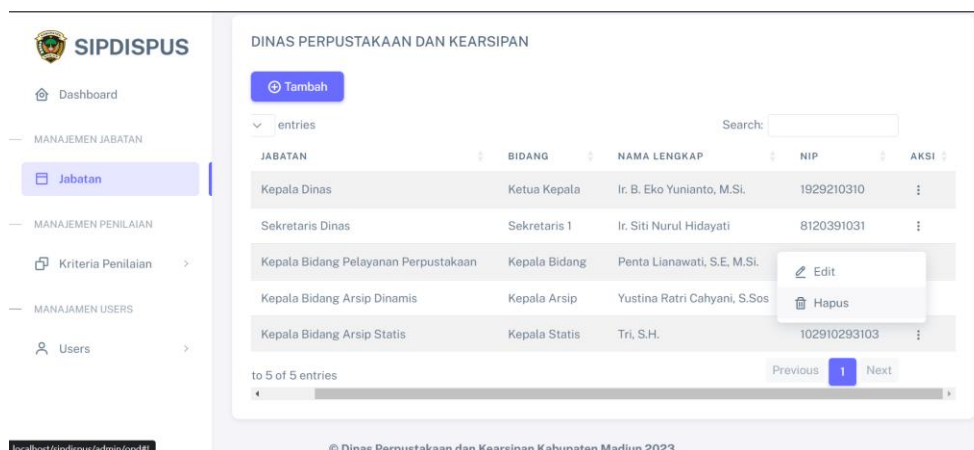 SIPDISPUS
Dashboard
MANAJEMEN JABATAN
Jabatan
MANAJEMEN PENILAIAN
Kriteria Penilaian
MANAJAMEN USERS
Users
DINAS PERPUSTAKAAN DAN KEARSIPAN
Tambah
entries Search:
JABATAN BIDANG NAMA LENGKAP NIP AKSI
Kepala Dinas Ketua Kepala Ir. B. Eko Yunianto, M.Si. 1929210310
Sekretaris Dinas Sekretaris 1 Ir. Siti Nurul Hidayati 8120391031
Kepala Bidang Pelayanan Perpustakaan Kepala Bidang Penta Lianawati, S.E, M.Si.
Kepala Bidang Arsip Dinamis Kepala Arsip Yustina Ratri Cahyani, S.Sos
Kepala Bidang Arsip Statis Kepala Statis Tri, S.H. 102910293103
Edit
Hapus
to 5 of 5 entries Previous 1 Next
© Dinas Perpustakaan dan Kearsipan Kabupaten Madiun 2023
localhost/sipdispus/admin/opd#!